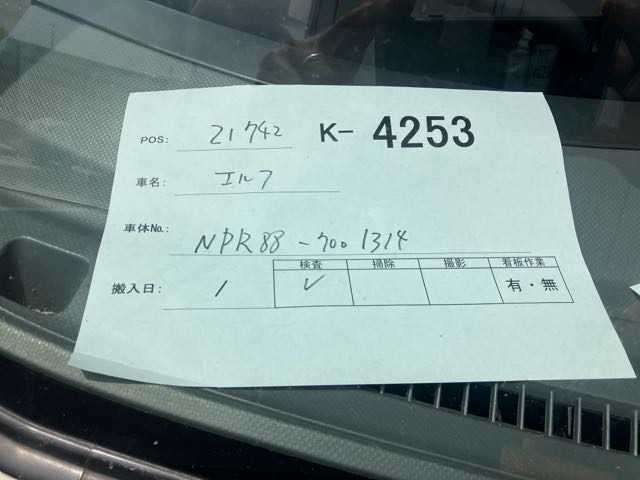 POS: 21742 K- 4253
車名: エルフ
車体No.: NPR88-7001314
検査 掃除 撮影 看板作業
搬入日: / ✓ 有・無